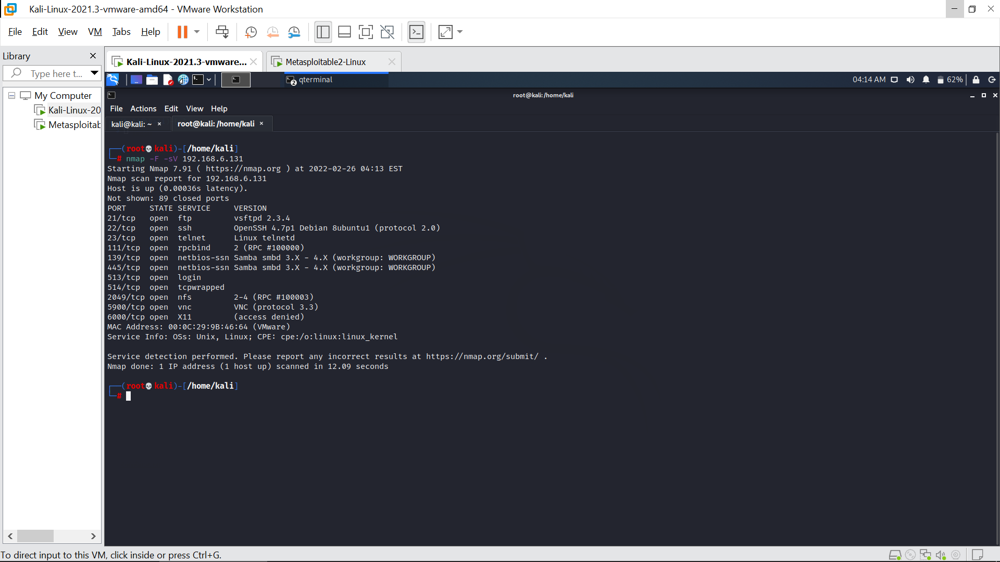 Kali-Linux-2021.3-vmware-amd64 - VMware Workstation
File Edit View VM Tabs Help
Library
Type here t...
My Computer
Kali-Linux-20
Metasploitab
Kali-Linux-2021.3-vmware...
Metasploitable2-Linux
2 qterminal
04:14 AM 62%
root@kali: /home/kali
File Actions Edit View Help
kali@kali: ~ ×
root@kali: /home/kali ×
┌──(root💀kali)-[/home/kali]
└─# nmap -F -sV 192.168.6.131
Starting Nmap 7.91 ( https://nmap.org ) at 2022-02-26 04:13 EST
Nmap scan report for 192.168.6.131
Host is up (0.00036s latency).
Not shown: 89 closed ports
PORT     STATE SERVICE     VERSION
21/tcp   open  ftp         vsftpd 2.3.4
22/tcp   open  ssh         OpenSSH 4.7p1 Debian 8ubuntu1 (protocol 2.0)
23/tcp   open  telnet      Linux telnetd
111/tcp  open  rpcbind     2 (RPC #100000)
139/tcp  open  netbios-ssn Samba smbd 3.X - 4.X (workgroup: WORKGROUP)
445/tcp  open  netbios-ssn Samba smbd 3.X - 4.X (workgroup: WORKGROUP)
513/tcp  open  login
514/tcp  open  tcpwrapped
2049/tcp open  nfs         2-4 (RPC #100003)
5900/tcp open  vnc         VNC (protocol 3.3)
6000/tcp open  X11         (access denied)
MAC Address: 00:0C:29:9B:46:64 (VMware)
Service Info: OSs: Unix, Linux; CPE: cpe:/o:linux:linux_kernel
Service detection performed. Please report any incorrect results at https://nmap.org/submit/ .
Nmap done: 1 IP address (1 host up) scanned in 12.09 seconds
┌──(root💀kali)-[/home/kali]
└─#
To direct input to this VM, click inside or press Ctrl+G.